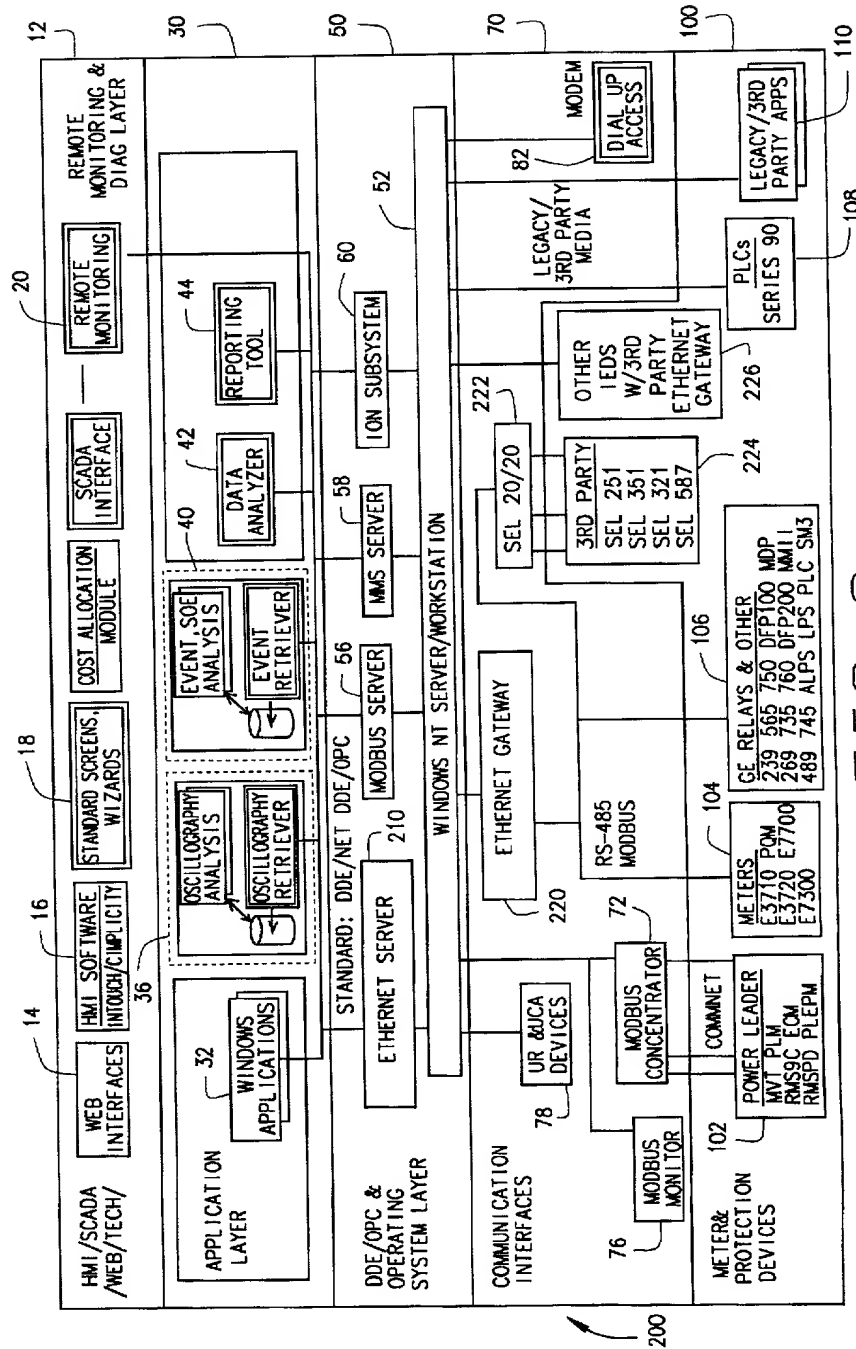 12
30
50
70
100
HMI/SCADA
/WEB/TECH/
14
WEB
INTERFACES
16
HMI SOFTWARE
INTOUCH/CIMPLICITY
18
STANDARD SCREENS,
WIZARDS
COST ALLOCATION
MODULE
SCADA
INTERFACE
20
REMOTE
MONITORING
REMOTE
MONITORING &
DIAG LAYER
APPLICATION
LAYER
32
WINDOWS
APPLICATIONS
36
OSCILLOGRAPHY
ANALYSIS
OSCILLOGRAPHY
RETRIEVER
40
EVENT, SOE
ANALYSIS
EVENT
RETRIEVER
42
DATA
ANALYZER
44
REPORTING
TOOL
DDE/OPC &
OPERATING
SYSTEM LAYER
STANDARD: DDE/NET DDE/OPC
210
ETHERNET SERVER
56
MODBUS SERVER
58
MMS SERVER
60
ION SUBSYSTEM
52
WINDOWS NT SERVER/WORKSTATION
COMMUNICATION
INTERFACES
76
MODBUS
MONITOR
78
UR &UCA
DEVICES
72
MODBUS
CONCENTRATOR
COMMNET
220
ETHERNET GATEWAY
RS-485
MODBUS
222
SEL 20/20
LEGACY/
3RD PARTY
MEDIA
82
MODEM
DIAL UP
ACCESS
METER&
PROTECTION
DEVICES
102
POWER LEADER
MVT PLM
RMS9C ECM
RMSPD PLEPM
104
METERS
E3710 PQM
E3720 E7700
E7300
106
GE RELAYS & OTHER
239 565 750 DFP100 MDP
269 735 760 DFP200 MMII
489 745 ALPS LPS PLC SM3
224
3RD PARTY
SEL 251
SEL 351
SEL 321
SEL 587
226
OTHER
IEDS
W/3RD
PARTY
ETHERNET
GATEWAY
108
PLCs
SERIES 90
110
LEGACY/3RD
PARTY APPS
200